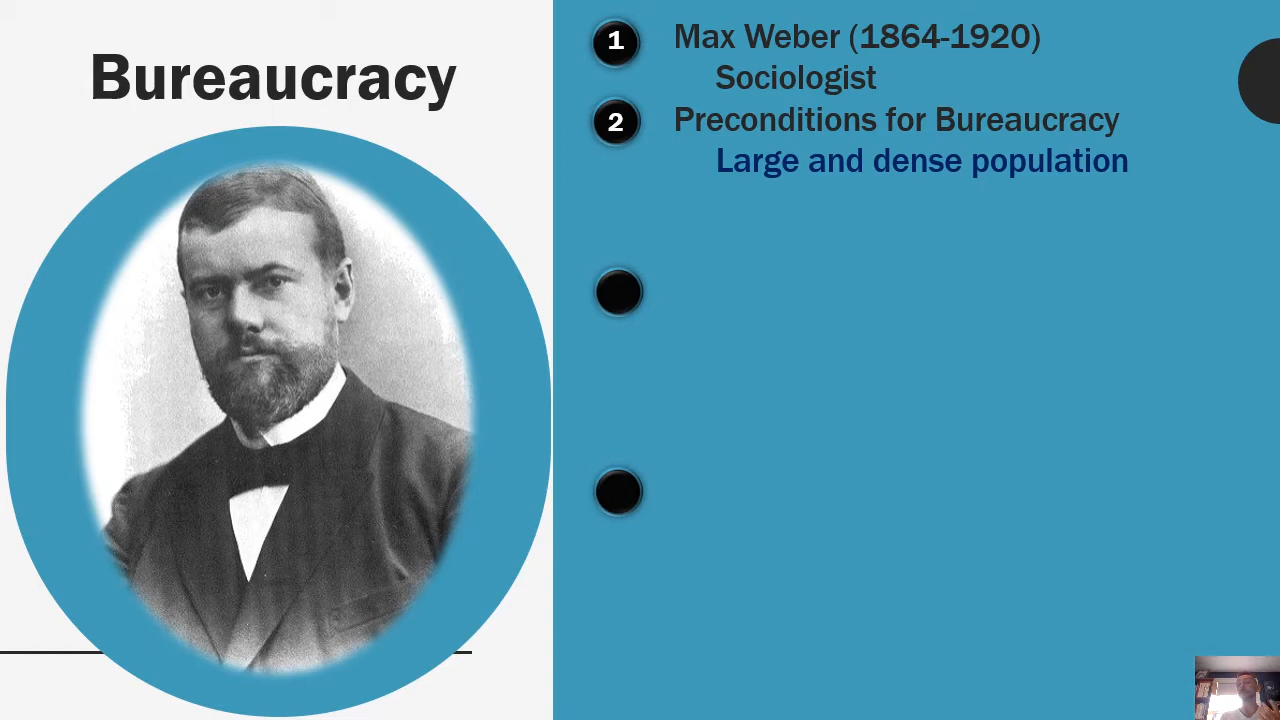 Bureaucracy
1
Max Weber (1864-1920)
Sociologist
2
Preconditions for Bureaucracy
Large and dense population